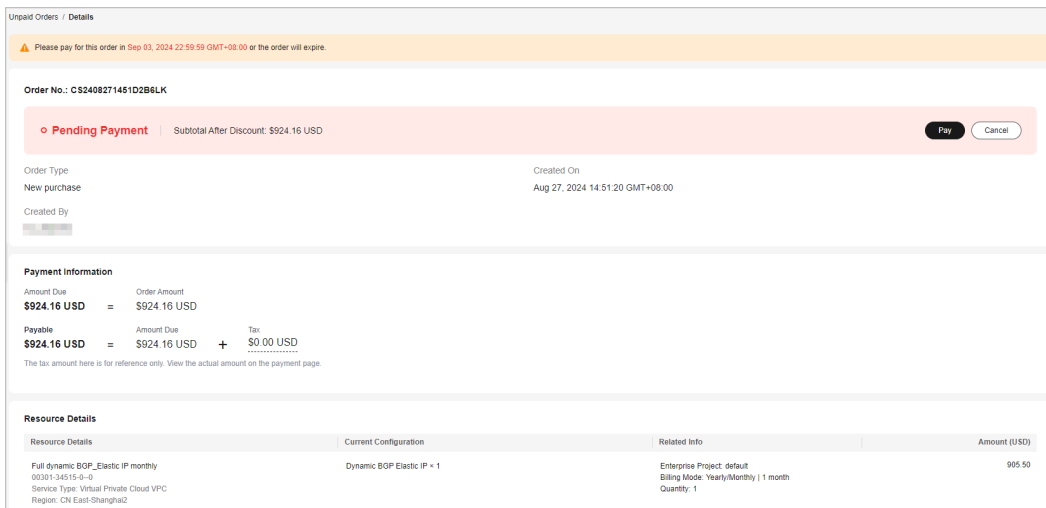 Unpaid Orders / Details
Please pay for this order in Sep 03, 2024 22:59:59 GMT+08:00 or the order will expire.
Order No.: CS2408271451D2B6LK
Pending Payment Subtotal After Discount: $924.16 USD Pay Cancel
Order Type Created On
New purchase Aug 27, 2024 14:51:20 GMT+08:00
Created By
Payment Information
Amount Due Order Amount
$924.16 USD = $924.16 USD
Payable Amount Due Tax
$924.16 USD = $924.16 USD + $0.00 USD
The tax amount here is for reference only. View the actual amount on the payment page.
Resource Details
Resource Details Current Configuration Related Info Amount (USD)
Full dynamic BGP_Elastic IP monthly Dynamic BGP Elastic IP × 1 Enterprise Project: default 905.50
00301-34515-0--0 Billing Mode: Yearly/Monthly | 1 month
Service Type: Virtual Private Cloud VPC Quantity: 1
Region: CN East-Shanghai2